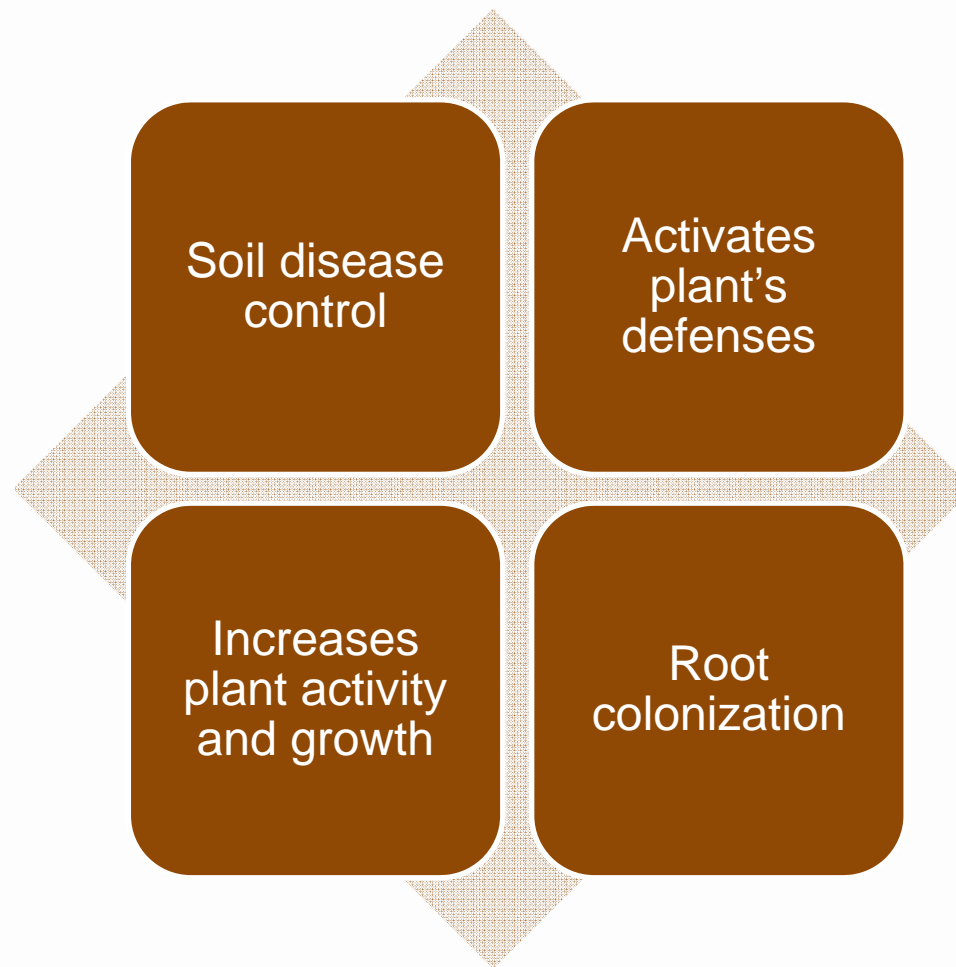 Soil disease
control
Activates
plant’s
defenses
Increases
plant activity
and growth
Root
colonization